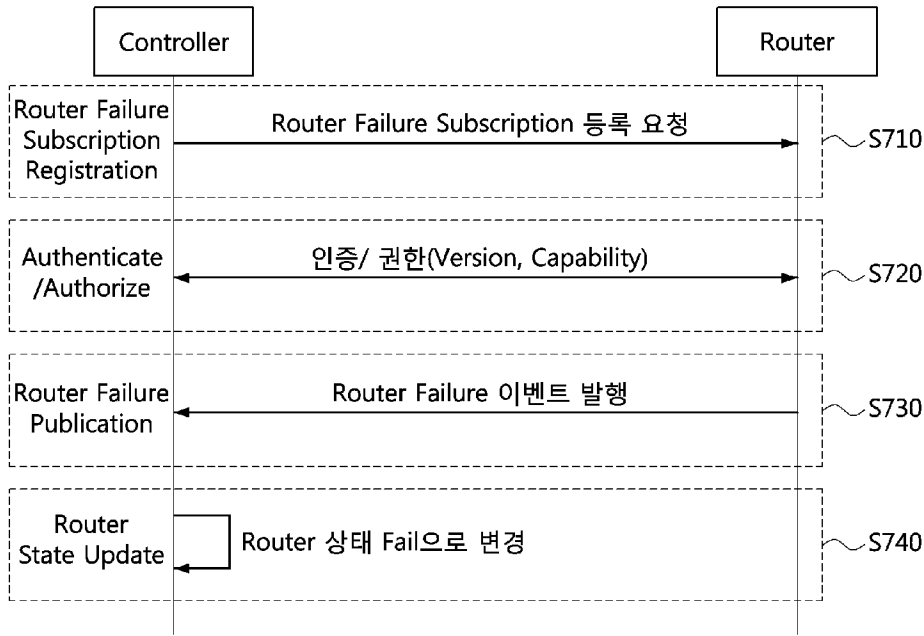 Controller
Router
Router Failure
Subscription
Registration
Router Failure Subscription 등록 요청
S710
Authenticate
/Authorize
인증/ 권한(Version, Capability)
S720
Router Failure
Publication
Router Failure 이벤트 발행
S730
Router
State Update
Router 상태 Fail으로 변경
S740